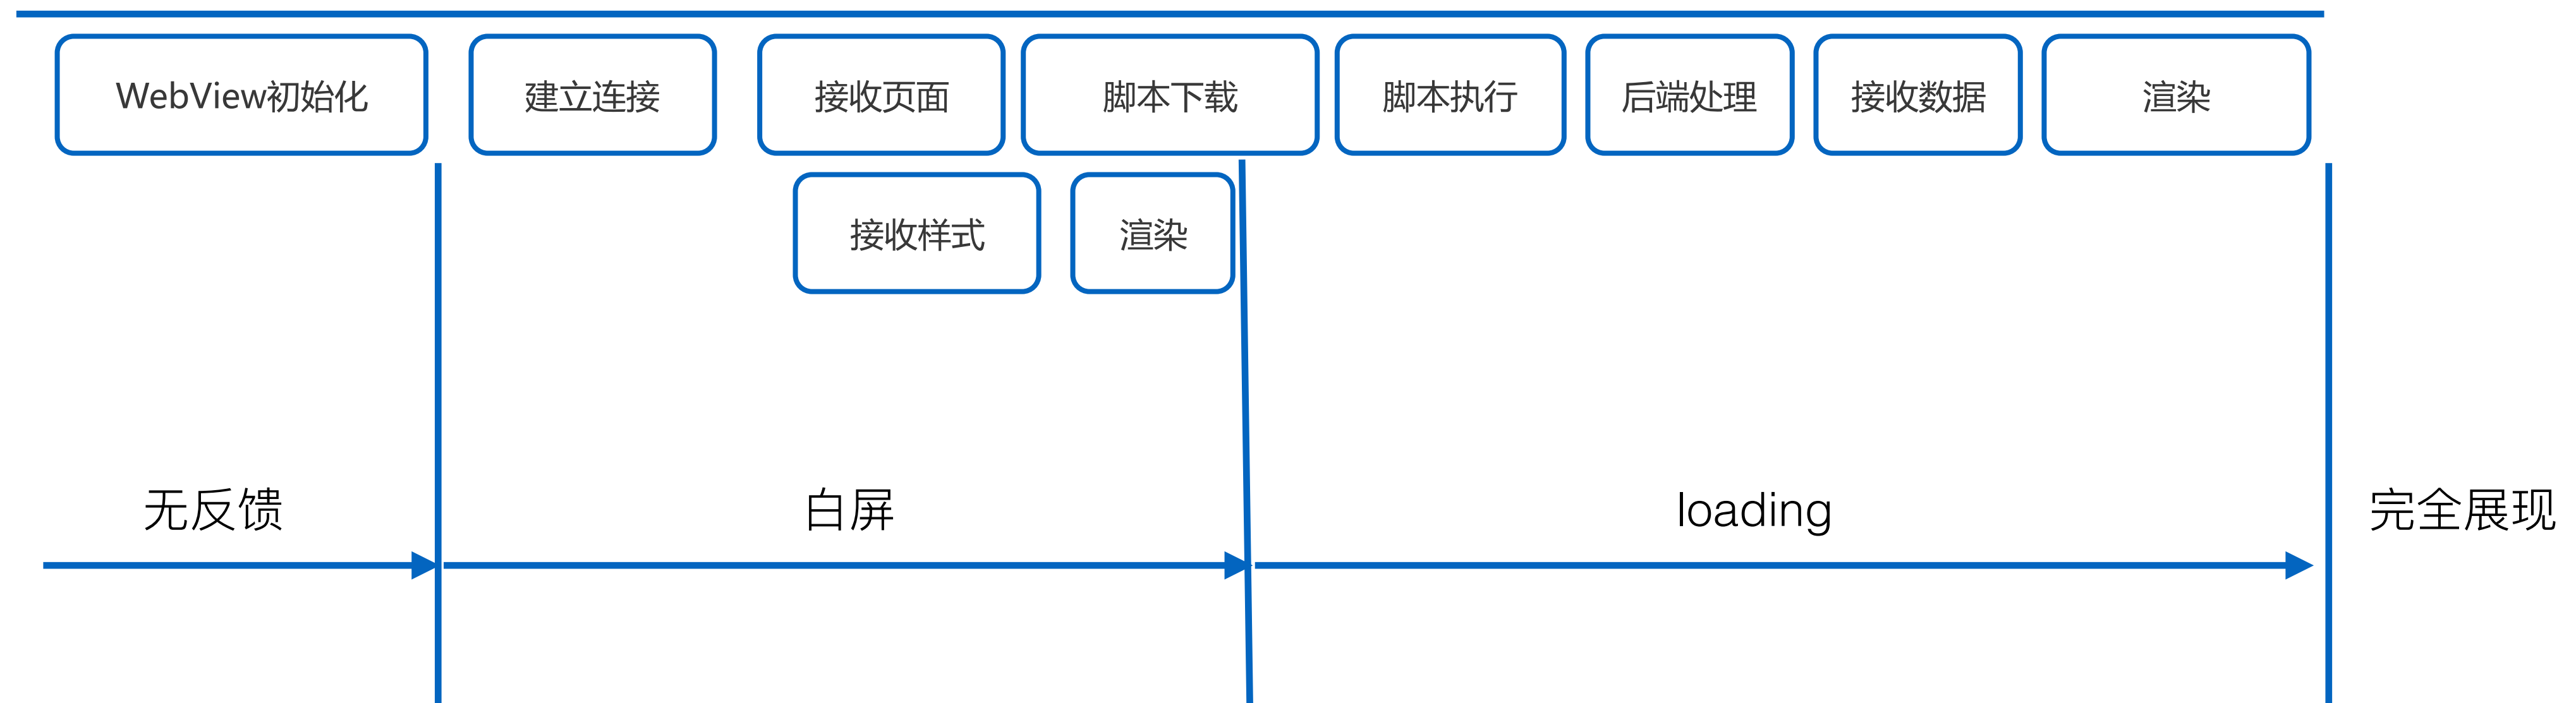 WebView初始化
建立连接
接收页面
脚本下载
脚本执行
后端处理
接收数据
渲染
接收样式
渲染
无反馈
白屏
loading
完全展现